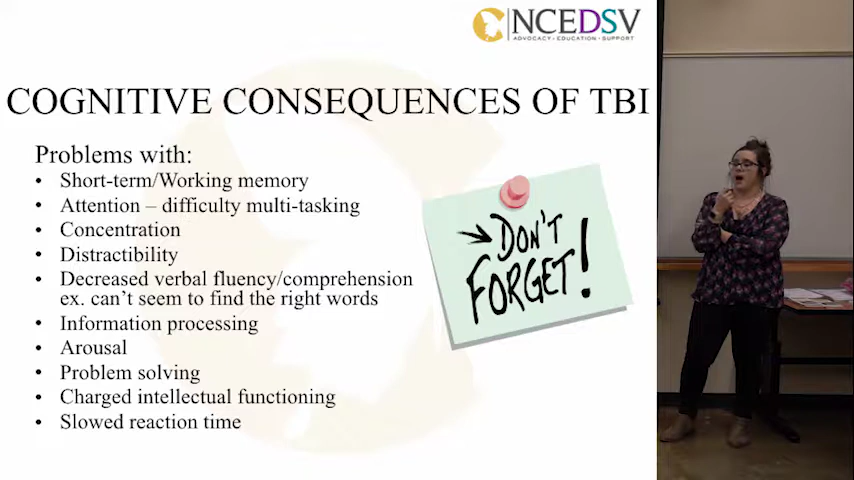 NCEDSV
ADVOCACY • EDUCATION • SUPPORT
COGNITIVE CONSEQUENCES OF TBI
Problems with:
• Short-term/Working memory
• Attention – difficulty multi-tasking
• Concentration
• Distractibility
• Decreased verbal fluency/comprehension
ex. can't seem to find the right words
• Information processing
• Arousal
• Problem solving
• Charged intellectual functioning
• Slowed reaction time
DON'T
FORGET!